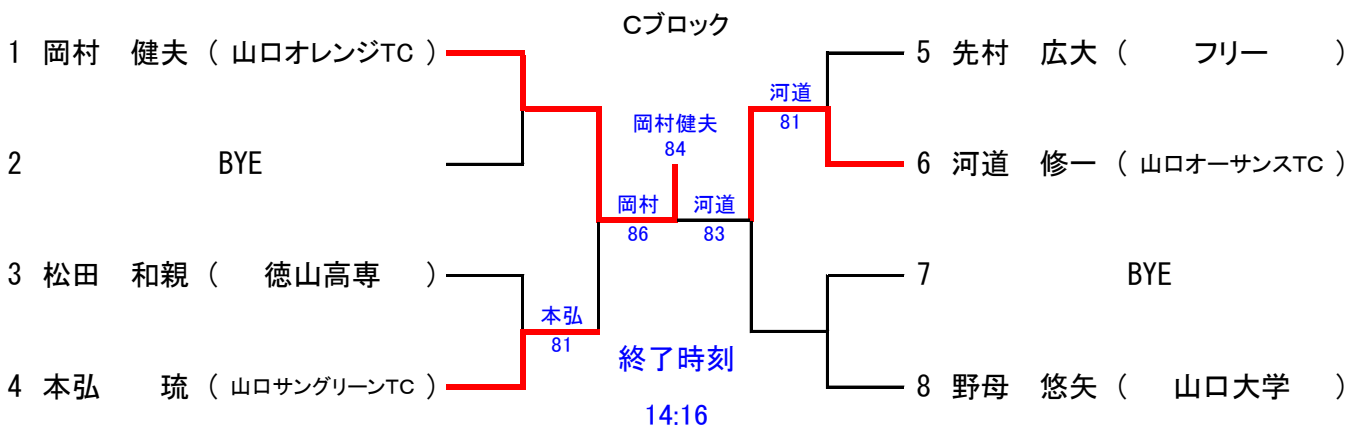 Cブロック
1 岡村 健夫 ( 山口オレンジTC )
2 BYE
3 松田 和親 ( 徳山高専 )
4 本弘 琉 ( 山口サングリーンTC )
本弘
81
岡村
86
岡村健夫
84
河道
83
河道
81
5 先村 広大 ( フリー )
6 河道 修一 ( 山口オーサンスTC )
7 BYE
8 野母 悠矢 ( 山口大学 )
終了時刻
14:16